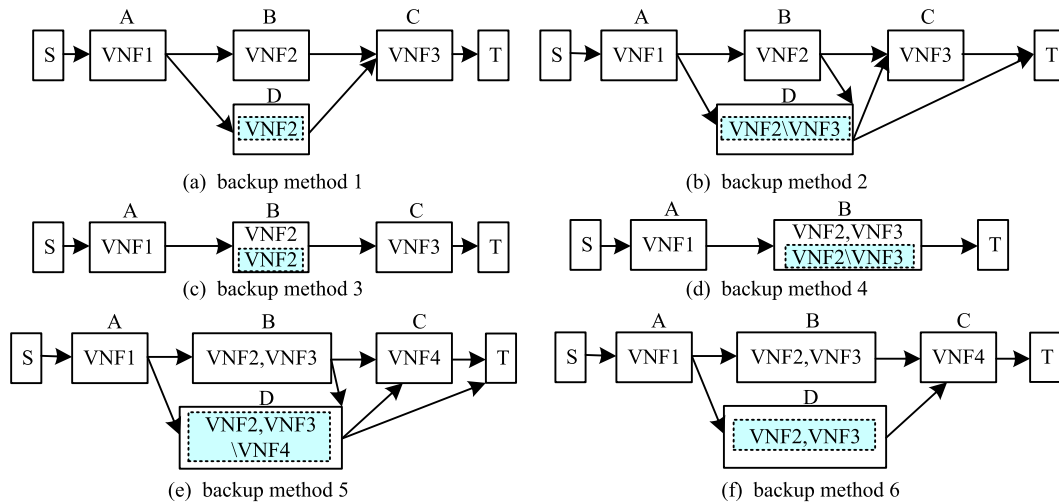 A B C
S VNF1 VNF2 VNF3 T
D
VNF2
(a) backup method 1
A B C
S VNF1 VNF2 VNF3 T
D
VNF2\VNF3
(b) backup method 2
A B C
S VNF1 VNF2 VNF3 T
VNF2
(c) backup method 3
A B
S VNF1 VNF2,VNF3 T
VNF2\VNF3
(d) backup method 4
A B C
S VNF1 VNF2,VNF3 VNF4 T
D
VNF2,VNF3
\VNF4
(e) backup method 5
A B C
S VNF1 VNF2,VNF3 VNF4 T
D
VNF2,VNF3
(f) backup method 6